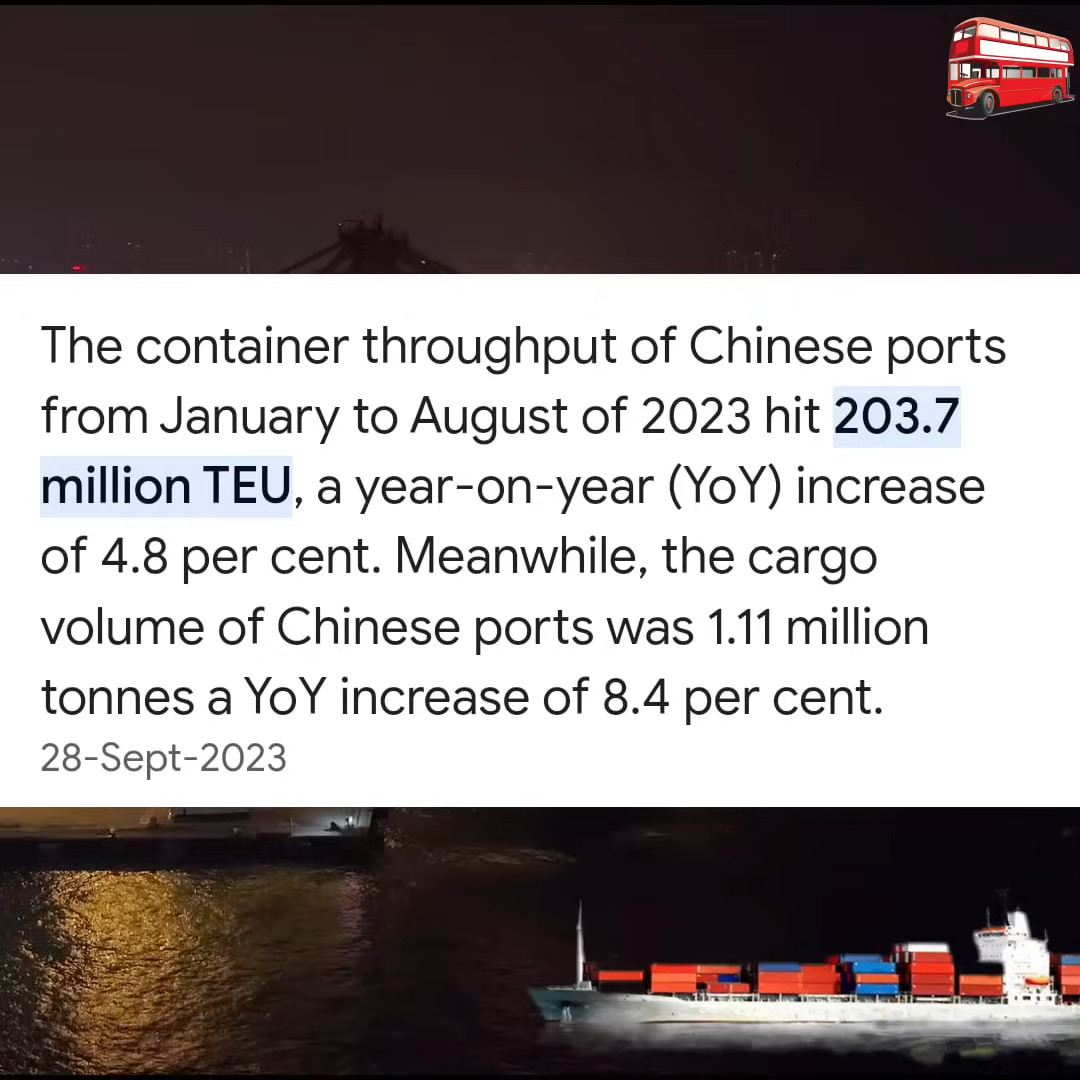 The container throughput of Chinese ports
from January to August of 2023 hit 203.7
million TEU, a year-on-year (YoY) increase
of 4.8 per cent. Meanwhile, the cargo
volume of Chinese ports was 1.11 million
tonnes a YoY increase of 8.4 per cent.
28-Sept-2023